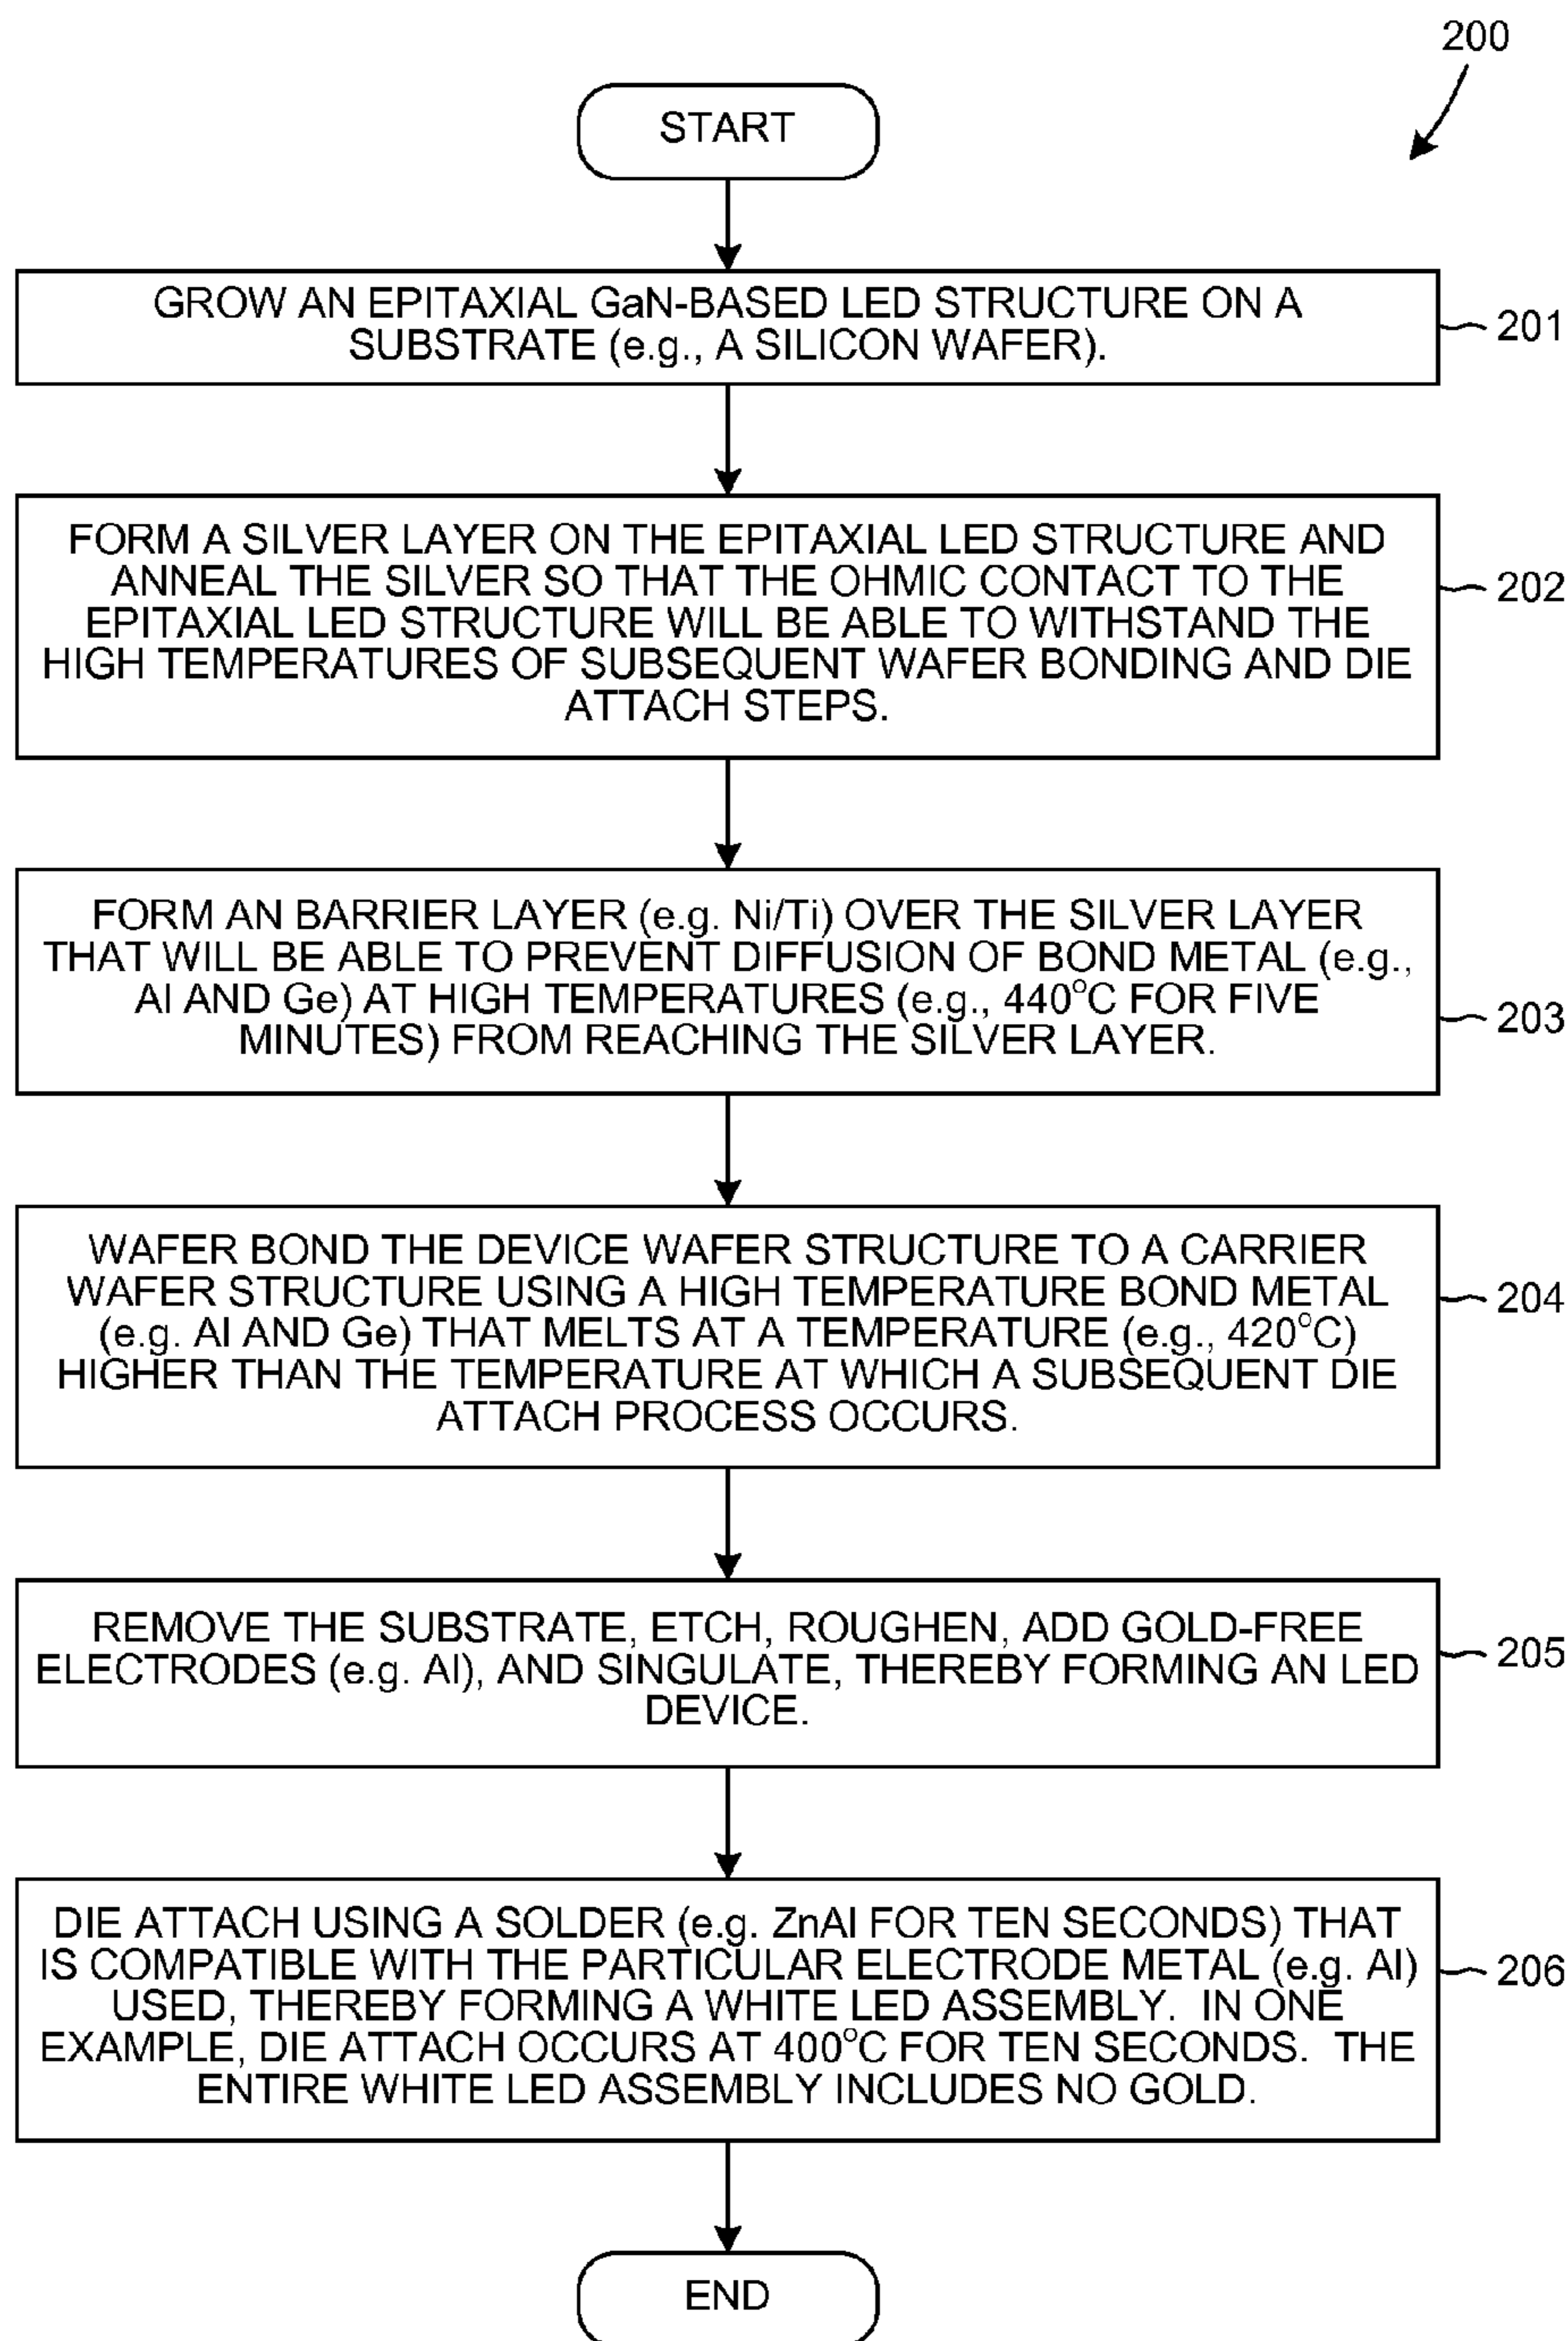 200
START
GROW AN EPITAXIAL GaN-BASED LED STRUCTURE ON A
SUBSTRATE (e.g., A SILICON WAFER).
201
FORM A SILVER LAYER ON THE EPITAXIAL LED STRUCTURE AND
ANNEAL THE SILVER SO THAT THE OHMIC CONTACT TO THE
EPITAXIAL LED STRUCTURE WILL BE ABLE TO WITHSTAND THE
HIGH TEMPERATURES OF SUBSEQUENT WAFER BONDING AND DIE
ATTACH STEPS.
202
FORM AN BARRIER LAYER (e.g. Ni/Ti) OVER THE SILVER LAYER
THAT WILL BE ABLE TO PREVENT DIFFUSION OF BOND METAL (e.g.,
Al AND Ge) AT HIGH TEMPERATURES (e.g., 440°C FOR FIVE
MINUTES) FROM REACHING THE SILVER LAYER.
203
WAFER BOND THE DEVICE WAFER STRUCTURE TO A CARRIER
WAFER STRUCTURE USING A HIGH TEMPERATURE BOND METAL
(e.g. Al AND Ge) THAT MELTS AT A TEMPERATURE (e.g., 420°C)
HIGHER THAN THE TEMPERATURE AT WHICH A SUBSEQUENT DIE
ATTACH PROCESS OCCURS.
204
REMOVE THE SUBSTRATE, ETCH, ROUGHEN, ADD GOLD-FREE
ELECTRODES (e.g. Al), AND SINGULATE, THEREBY FORMING AN LED
DEVICE.
205
DIE ATTACH USING A SOLDER (e.g. ZnAl FOR TEN SECONDS) THAT
IS COMPATIBLE WITH THE PARTICULAR ELECTRODE METAL (e.g. Al)
USED, THEREBY FORMING A WHITE LED ASSEMBLY. IN ONE
EXAMPLE, DIE ATTACH OCCURS AT 400°C FOR TEN SECONDS. THE
ENTIRE WHITE LED ASSEMBLY INCLUDES NO GOLD.
206
END